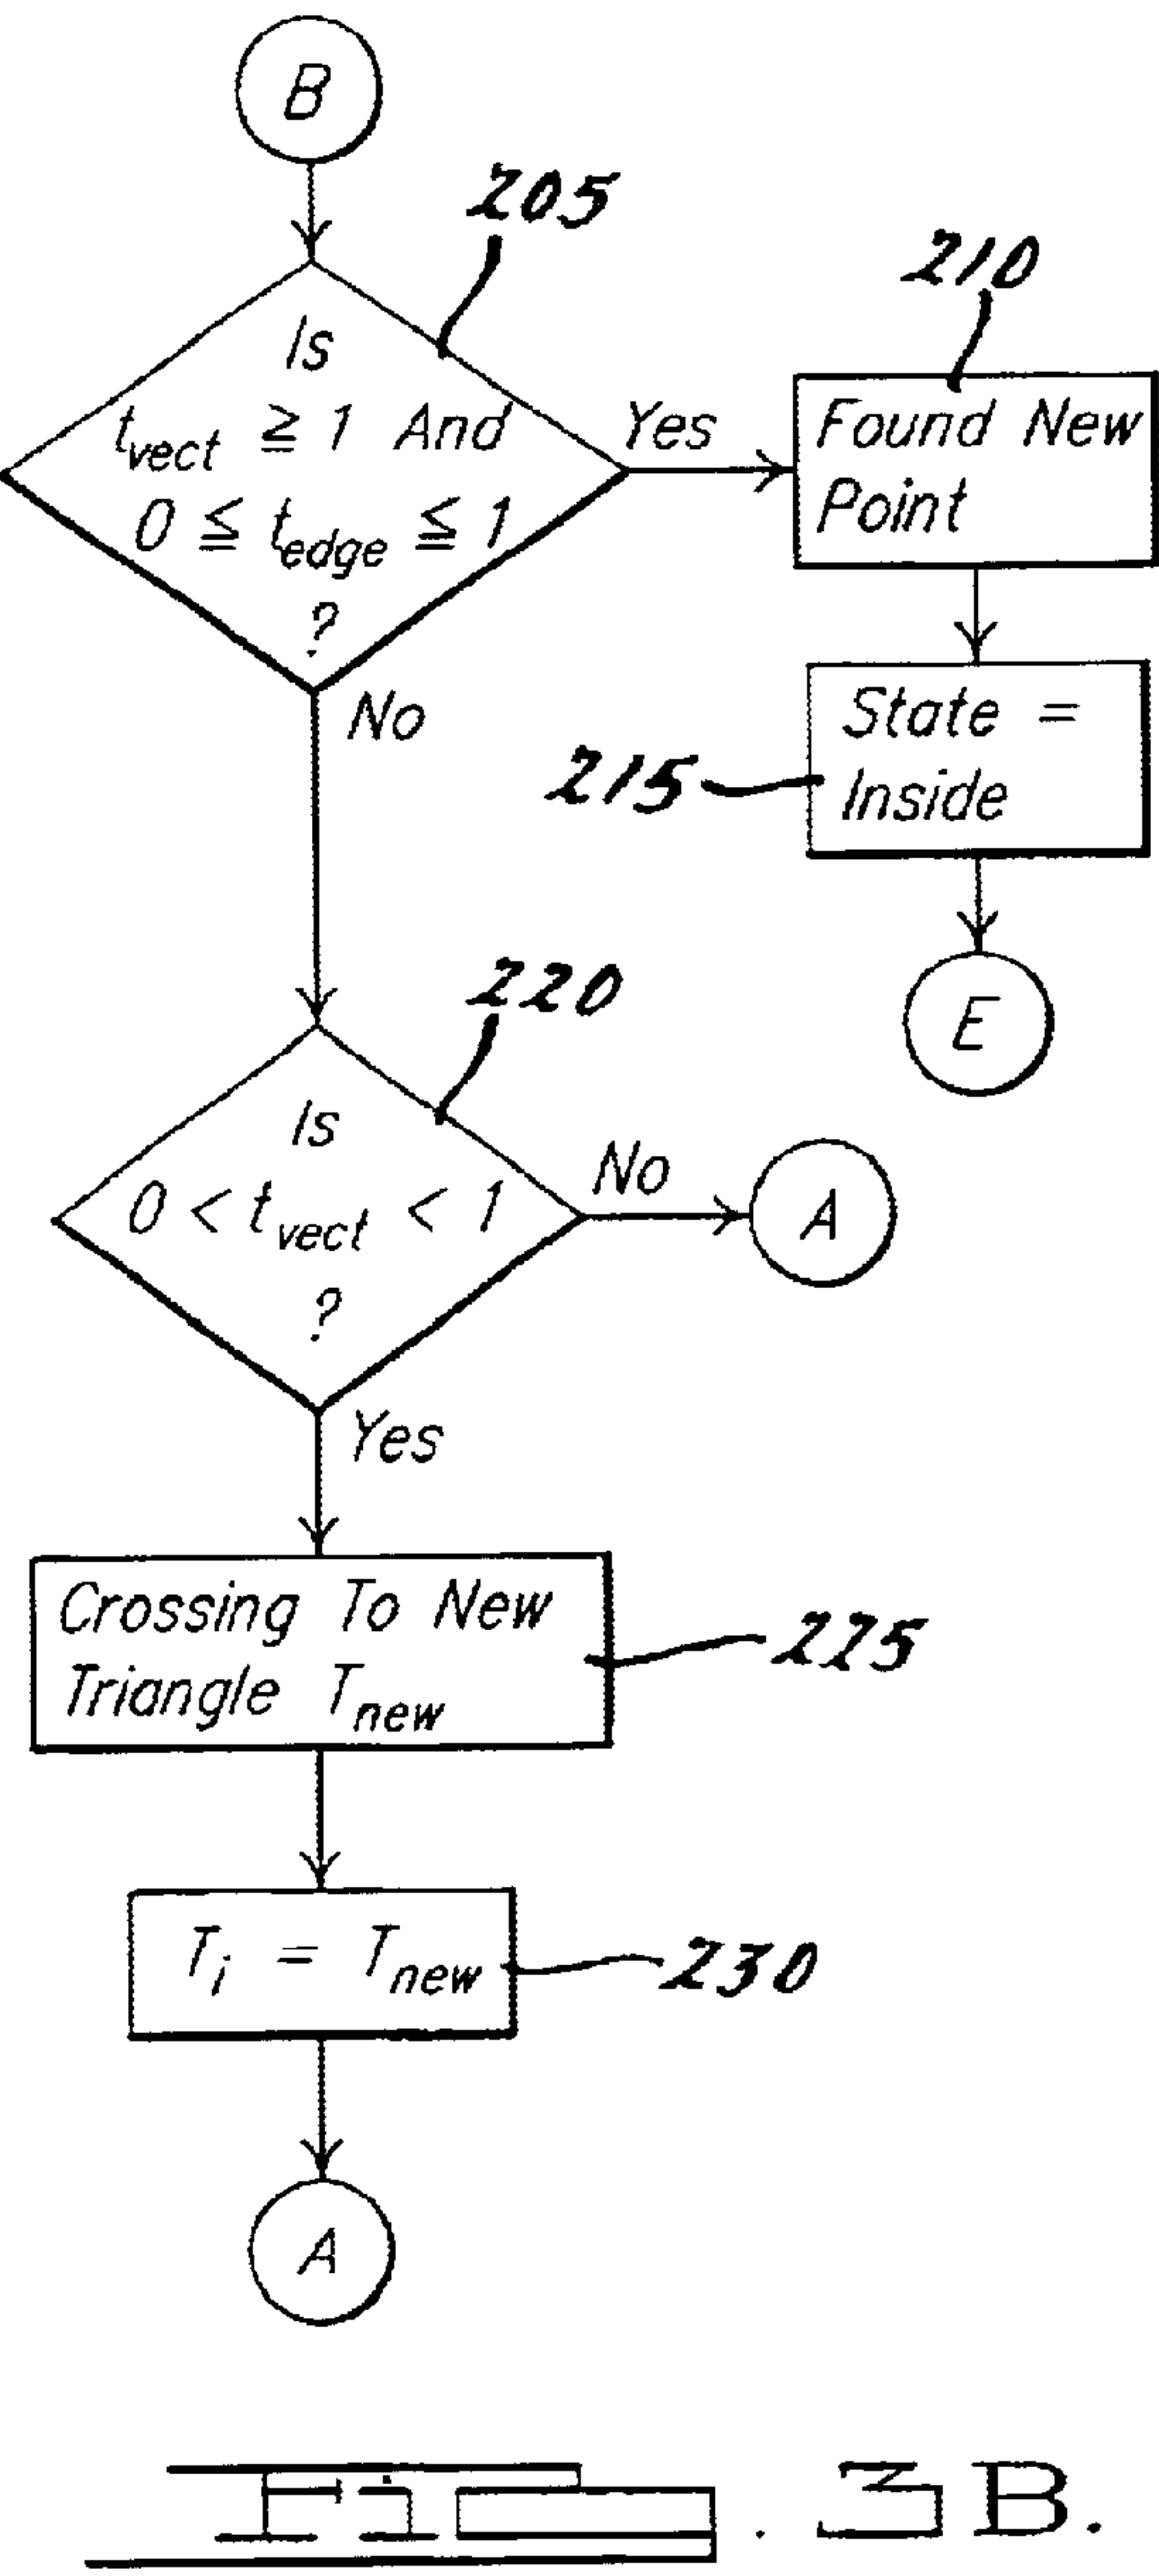 B
205
210
Is
t_vect ≧ 1 And
0 ≦ t_edge ≦ 1
?
Yes
Found New
Point
No
State =
Inside
215
E
220
Is
0 < t_vect < 1
?
No
A
Yes
Crossing To New
Triangle T_new
225
T_i = T_new
230
A
Fig. 3B.